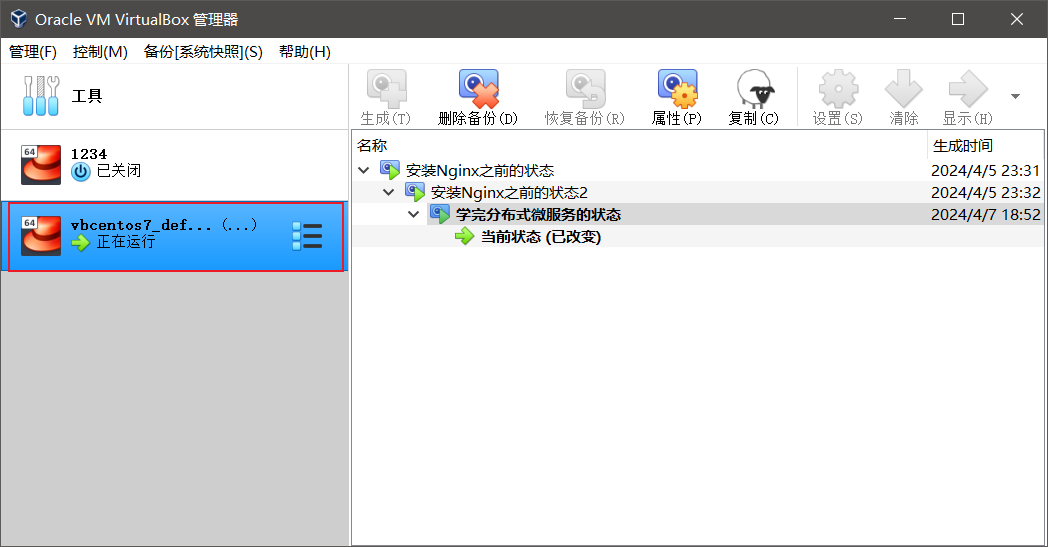 Oracle VM VirtualBox 管理器
管理(F) 控制(M) 备份[系统快照](S) 帮助(H)
工具
生成(T) 删除备份(D) 恢复备份(R) 属性(P) 复制(C) 设置(S) 清除 显示(H)
64 1234
已关闭
64 vbcentos7_def... (...)
正在运行
名称 生成时间
安装Nginx之前的状态 2024/4/5 23:31
安装Nginx之前的状态2 2024/4/5 23:32
学完分布式微服务的状态 2024/4/7 18:52
当前状态 (已改变)